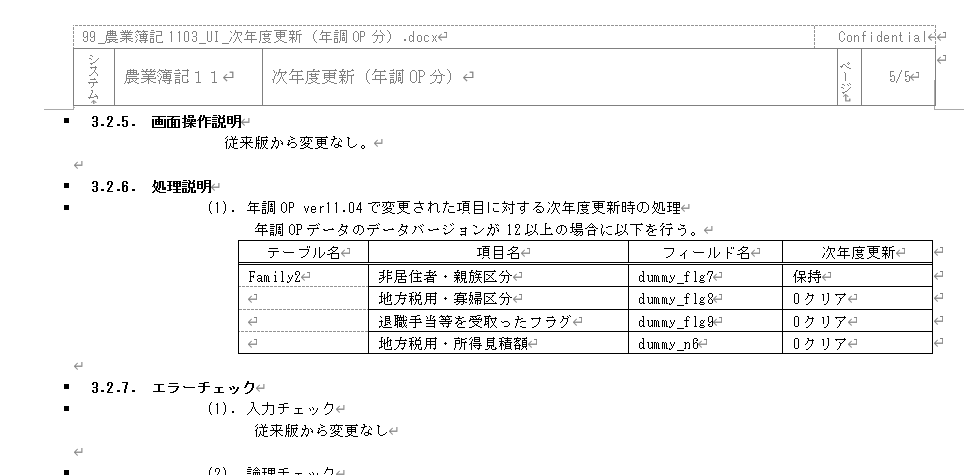 99_農業簿記1103_UI_次年度更新（年調OP分）.docx
Confidential
システム
農業簿記１１
次年度更新（年調OP分）
ページ
5/5
3.2.5. 画面操作説明
従来版から変更なし。
3.2.6. 処理説明
(1). 年調OP ver11.04で変更された項目に対する次年度更新時の処理
年調OPデータのデータバージョンが 12以上の場合に以下を行う。
テーブル名 項目名 フィールド名 次年度更新
Family2 非居住者・親族区分 dummy_flg7 保持
地方税用・寡婦区分 dummy_flg8 0クリア
退職手当等を受取ったフラグ dummy_flg9 0クリア
地方税用・所得見積額 dummy_n6 0クリア
3.2.7. エラーチェック
(1). 入力チェック
従来版から変更なし
(2). 論理チェック